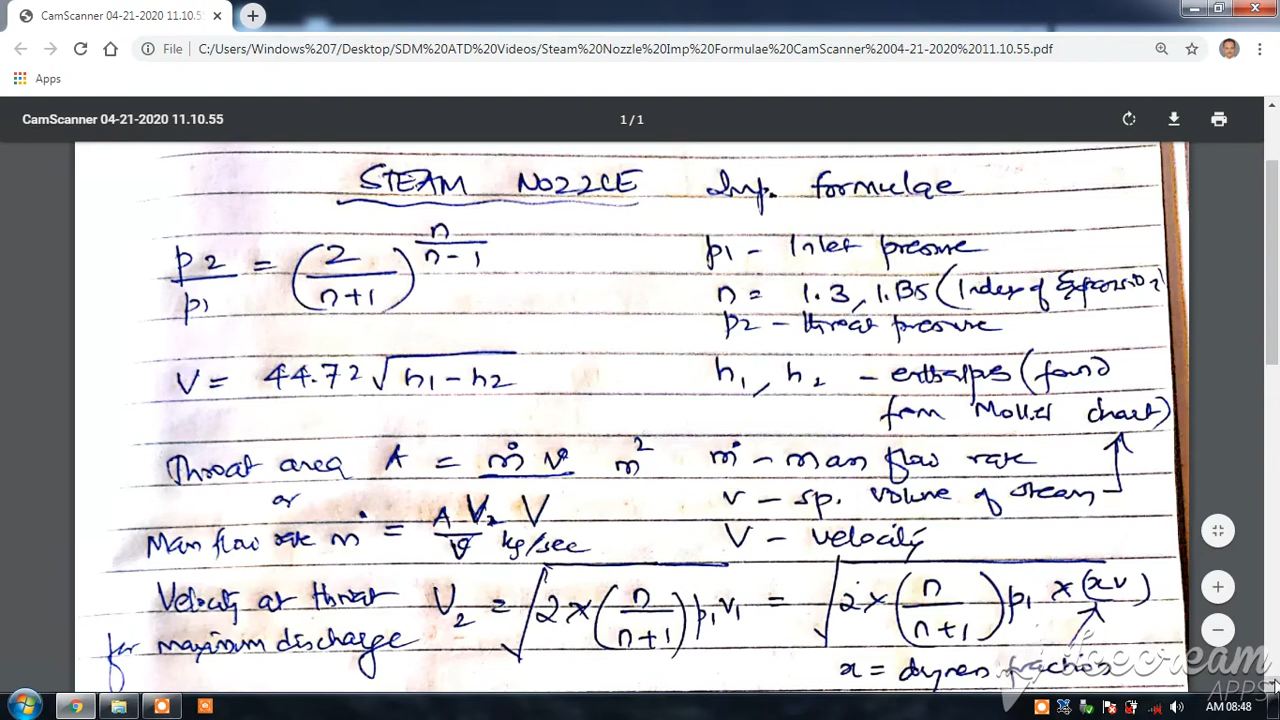 CamScanner 04-21-2020 11.10.55
File C:/Users/Windows%207/Desktop/SDM%20ATD%20Videos/Steam%20Nozzle%20Imp%20Formulae%20CamScanner%2004-21-2020%2011.10.55.pdf
Apps
CamScanner 04-21-2020 11.10.55 1/1
STEAM NOZZLE Imp. formulae
p2/p1 = (2/(n+1))^(n/(n-1)) p1 - Inlet pressure
n = 1.3, 1.135 (Index of Expansion)
p2 - throat pressure
V = 44.72 √(h1-h2) h1, h2 - enthalpies (found
from Mollier chart)
Throat area A = ṁ v / V m² ṁ - mass flow rate
or v - sp. volume of steam
Mass flow rate ṁ = A V2 / v kg/sec V - velocity
Velocity at throat V2 = √(2 × (n/(n+1)) p1 v1) = √(2 × (n/(n+1)) p1 × (xv))
for maximum discharge
x = dryness fraction
APPS
AM 08:48